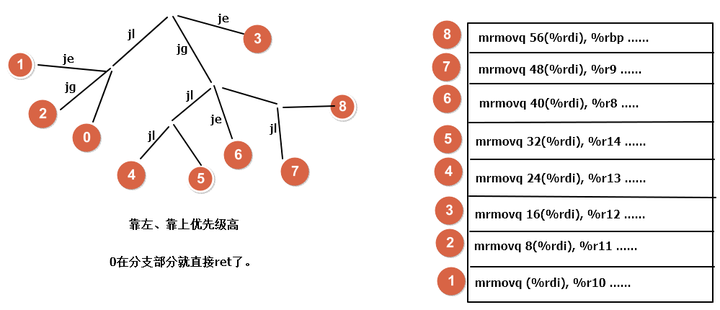 je
jl
3
jg
1
je
jg
2
0
jl
8
jl
je
jl
4
5
6
7
靠左、靠上优先级高
0在分支部分就直接ret了。
8 mrmovq 56(%rdi), %rbp ......
7 mrmovq 48(%rdi), %r9 ......
6 mrmovq 40(%rdi), %r8 .....
5 mrmovq 32(%rdi), %r14 ......
4 mrmovq 24(%rdi), %r13 ......
3 mrmovq 16(%rdi), %r12 ......
2 mrmovq 8(%rdi), %r11 ......
1 mrmovq (%rdi), %r10 ......